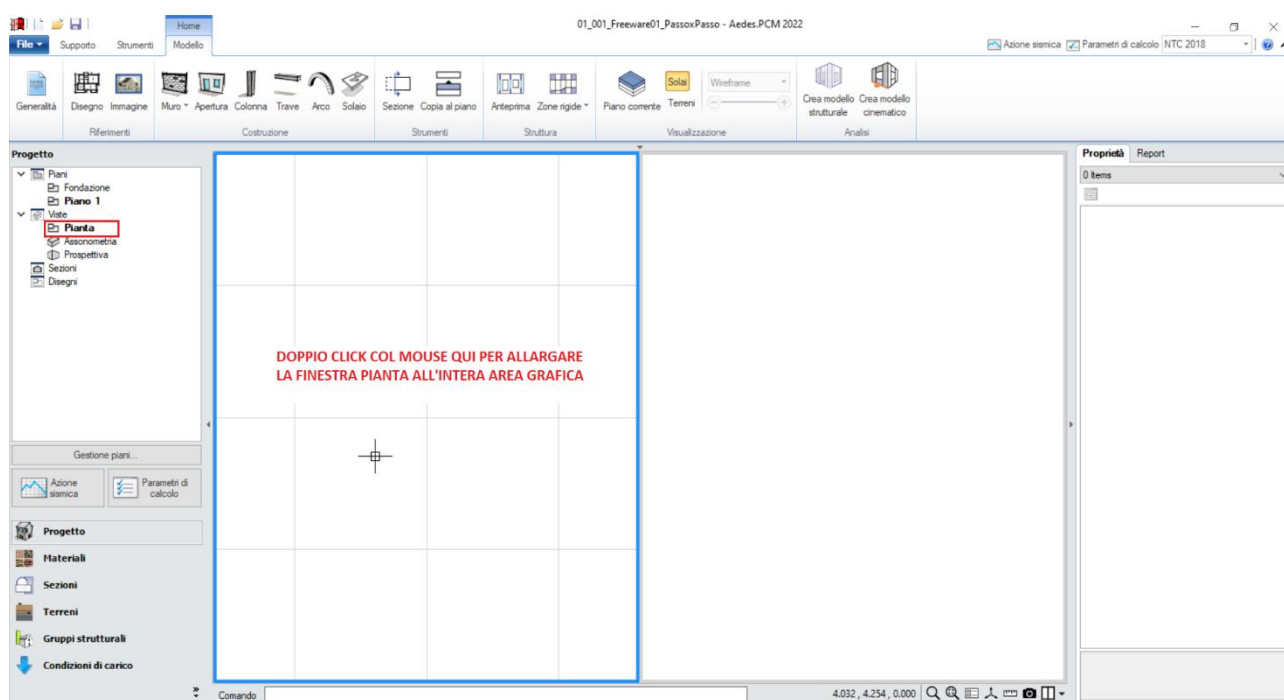 01_001_Freeware01_PassoxPasso - Aedes.PCM 2022
Home
File
Supporto
Strumenti
Modello
Azione sismica
Parametri di calcolo
NTC 2018
Generalità
Disegno
Immagine
Muro
Apertura
Colonna
Trave
Arco
Solaio
Sezione
Copia al piano
Anteprima
Zone rigide
Piano corrente
Solai
Terreni
Wireframe
Crea modello
strutturale
Crea modello
cinematico
Riferimenti
Costruzione
Strumenti
Struttura
Visualizzazione
Analisi
Progetto
Piani
Fondazione
Piano 1
Viste
Pianta
Assonometria
Prospettiva
Sezioni
Disegni
Gestione piani...
Azione
sismica
Parametri di
calcolo
Progetto
Materiali
Sezioni
Terreni
Gruppi strutturali
Condizioni di carico
DOPPIO CLICK COL MOUSE QUI PER ALLARGARE
LA FINESTRA PIANTA ALL'INTERA AREA GRAFICA
Proprietà
Report
0 Items
Comando
4.032 , 4.254 , 0.000